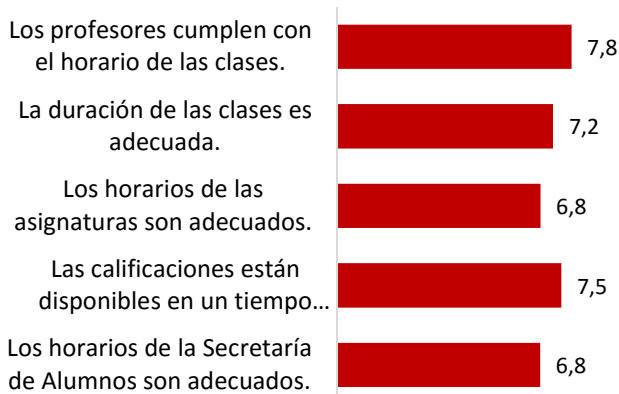 Los profesores cumplen con
el horario de las clases.
7,8
La duración de las clases es
adecuada.
7,2
Los horarios de las
asignaturas son adecuados.
6,8
Las calificaciones están
disponibles en un tiempo…
7,5
Los horarios de la Secretaría
de Alumnos son adecuados.
6,8